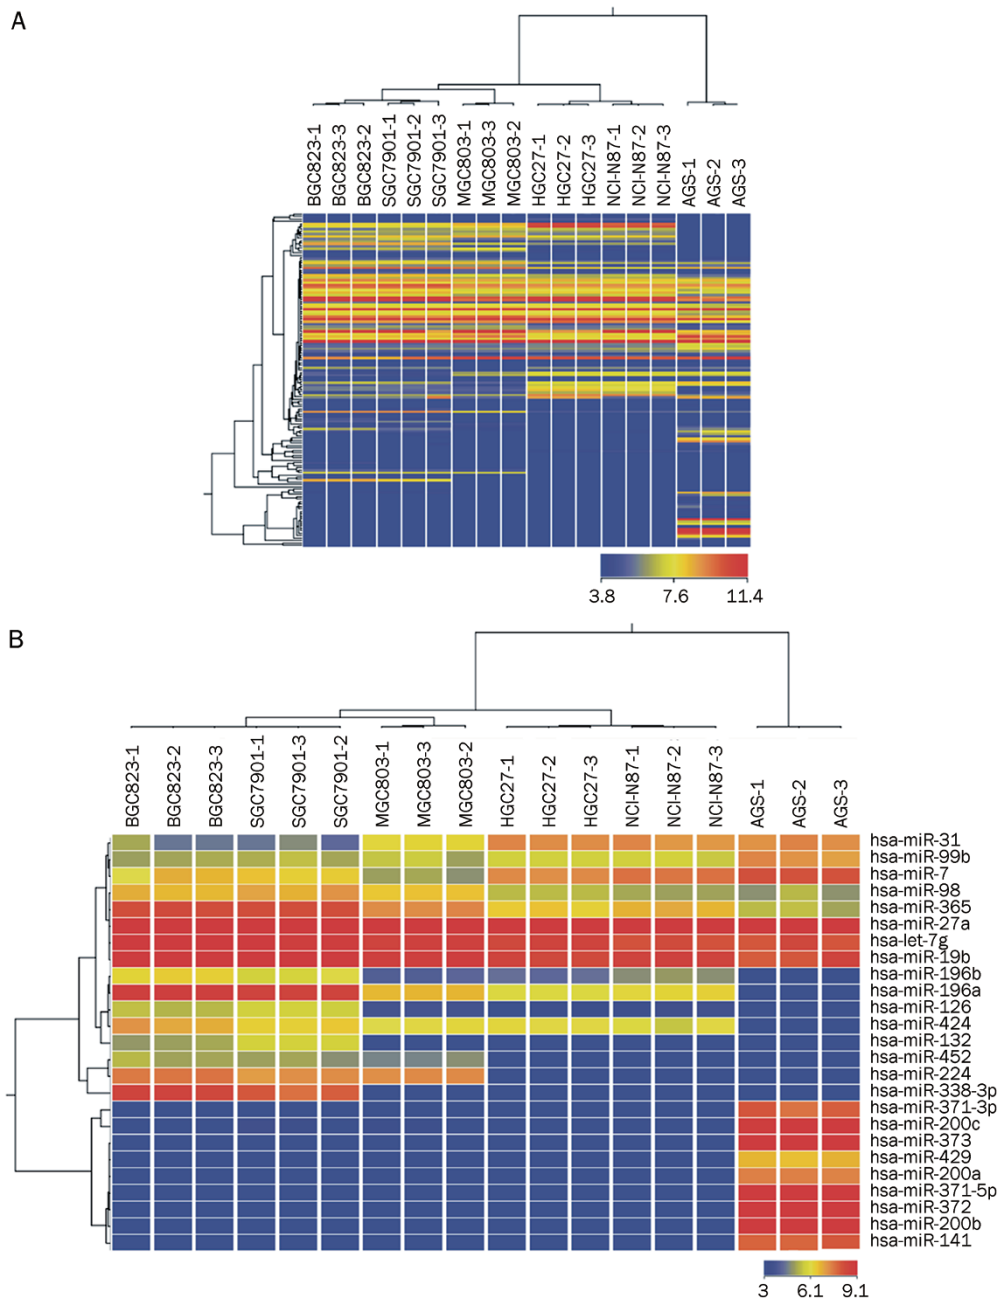 A
BGC823-1
BGC823-3
BGC823-2
SGC7901-1
SGC7901-2
SGC7901-3
MGC803-1
MGC803-3
MGC803-2
HGC27-1
HGC27-2
HGC27-3
NCI-N87-1
NCI-N87-2
NCI-N87-3
AGS-1
AGS-2
AGS-3
3.8 7.6 11.4
B
BGC823-1
BGC823-2
BGC823-3
SGC7901-1
SGC7901-3
SGC7901-2
MGC803-1
MGC803-3
MGC803-2
HGC27-1
HGC27-2
HGC27-3
NCI-N87-1
NCI-N87-2
NCI-N87-3
AGS-1
AGS-2
AGS-3
hsa-miR-31
hsa-miR-99b
hsa-miR-7
hsa-miR-98
hsa-miR-365
hsa-miR-27a
hsa-let-7g
hsa-miR-19b
hsa-miR-196b
hsa-miR-196a
hsa-miR-126
hsa-miR-424
hsa-miR-132
hsa-miR-452
hsa-miR-224
hsa-miR-338-3p
hsa-miR-371-3p
hsa-miR-200c
hsa-miR-373
hsa-miR-429
hsa-miR-200a
hsa-miR-371-5p
hsa-miR-372
hsa-miR-200b
hsa-miR-141
3 6.1 9.1